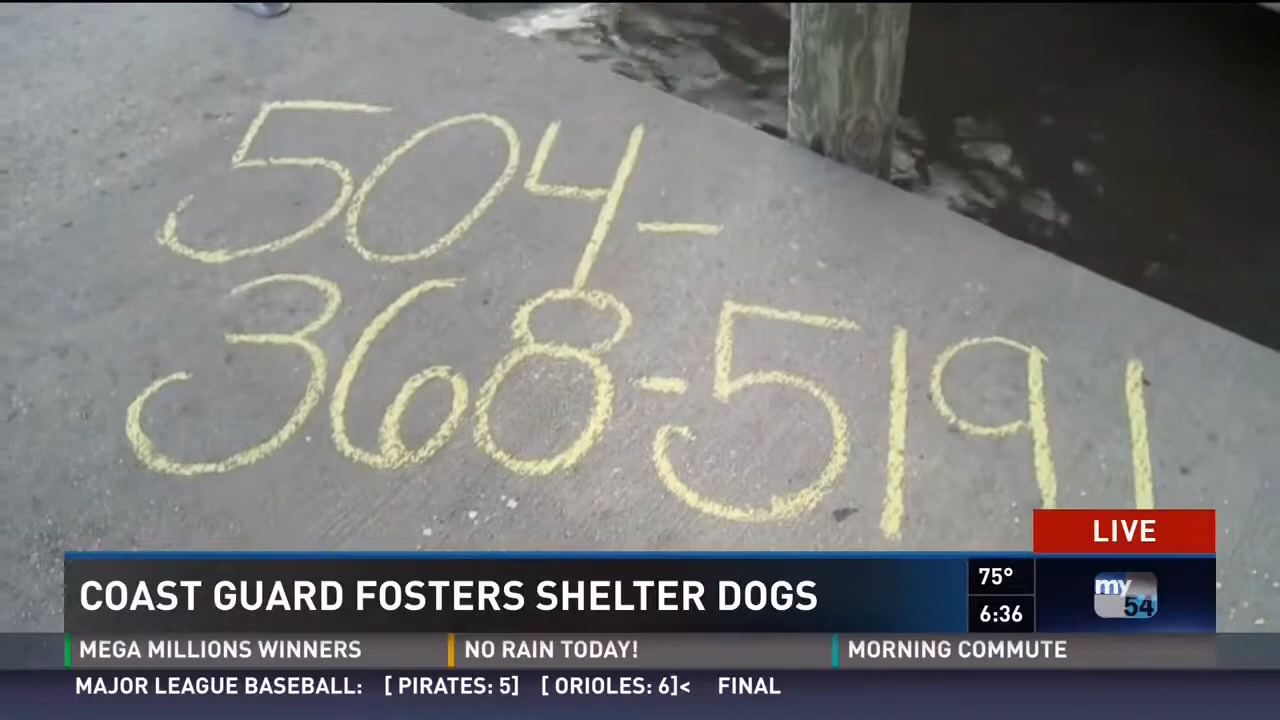 504-
368-5191
LIVE
COAST GUARD FOSTERS SHELTER DOGS
75°
6:36
my
54
MEGA MILLIONS WINNERS
NO RAIN TODAY!
MORNING COMMUTE
MAJOR LEAGUE BASEBALL: [ PIRATES: 5] [ ORIOLES: 6]< FINAL